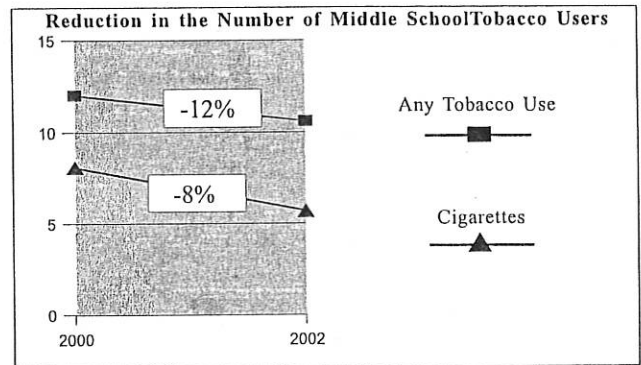 Reduction in the Number of Middle SchoolTobacco Users
15
10
5
0
-12%
-8%
2000
2002
Any Tobacco Use
Cigarettes